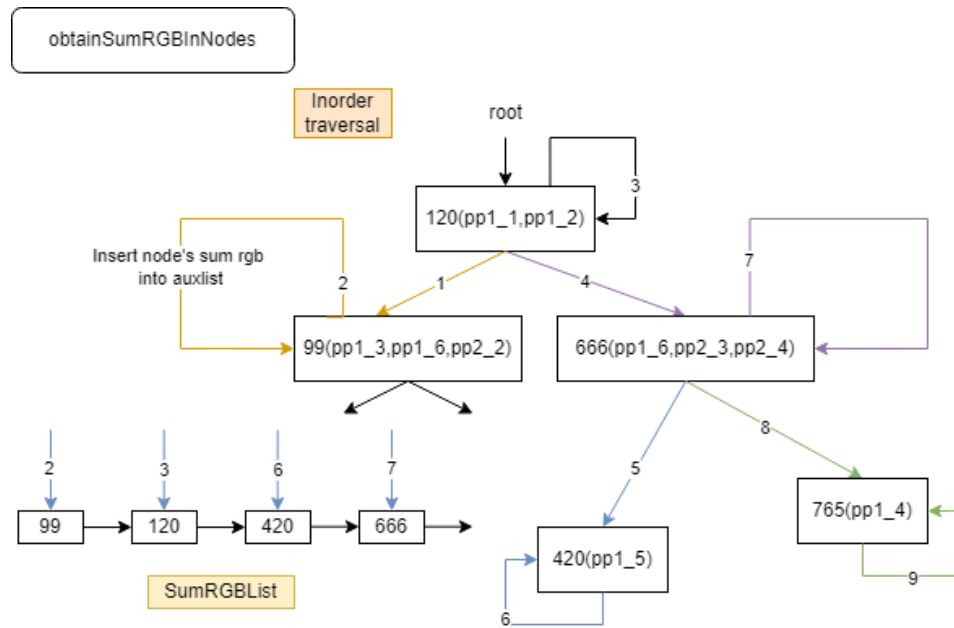 obtainSumRGBInNodes
Inorder
traversal
root
3
120(pp1_1,pp1_2)
Insert node's sum rgb
into auxlist
2
1
4
7
99(pp1_3,pp1_6,pp2_2)
666(pp1_6,pp2_3,pp2_4)
2
3
6
7
5
8
99
120
420
666
765(pp1_4)
420(pp1_5)
9
SumRGBList
6